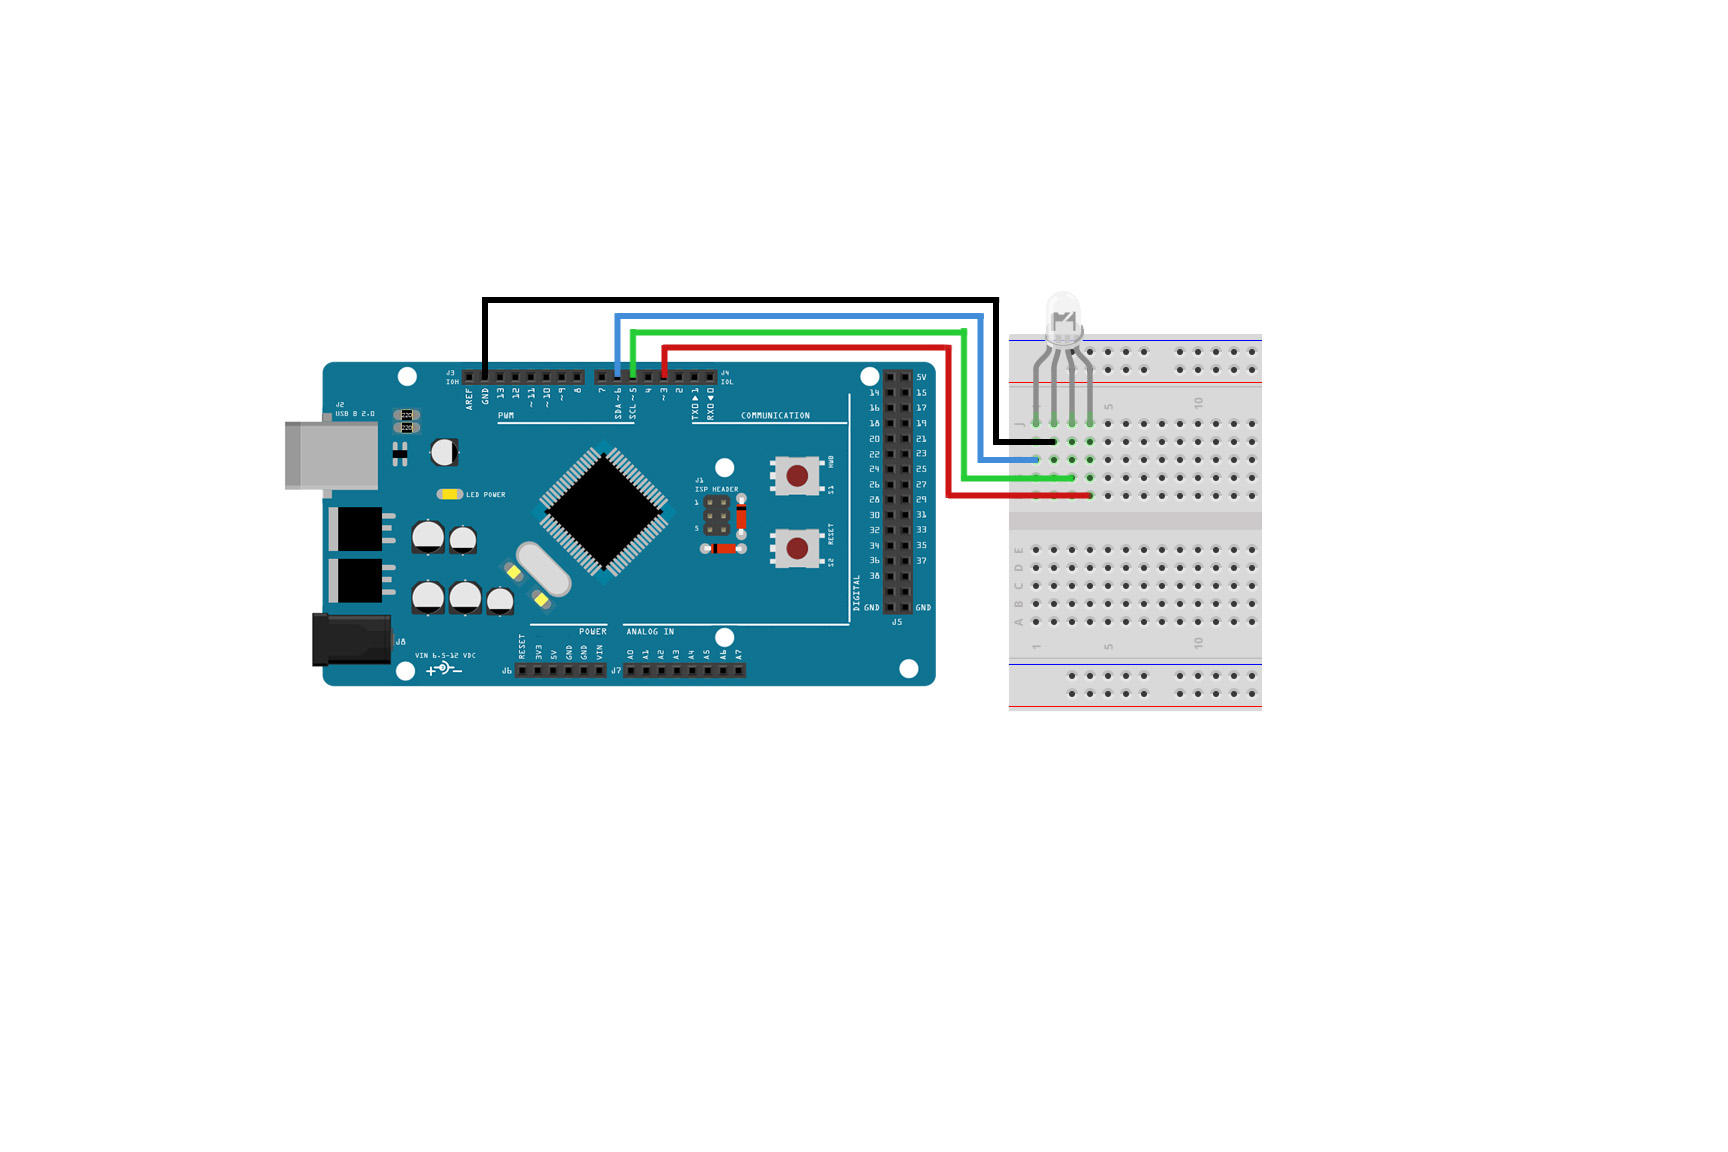 J3
IOH
AREF
GND
13
12
~11
~10
~9
8
7
SDA ~6
SCL ~5
4
~3
2
TXO ▶ 1
RXO ◀ 0
J4
IOL
PWM
COMMUNICATION
J2
USB B 2.0
220
220
LED POWER
J1
ISP HEADER
1
5
HWB
S1
RESET
S2
5V
14 15
16 17
18 19
20 21
22 23
24 25
26 27
28 29
30 31
32 33
34 35
36 37
38
GND GND
DIGITAL
J5
J8
VIN 6.5-12 VDC
+ −
POWER
ANALOG IN
RESET
3V3
5V
GND
GND
VIN
A0
A1
A2
A3
A4
A5
A6
A7
J6
J7
5
10
J
E
D
C
B
A
1
5
10